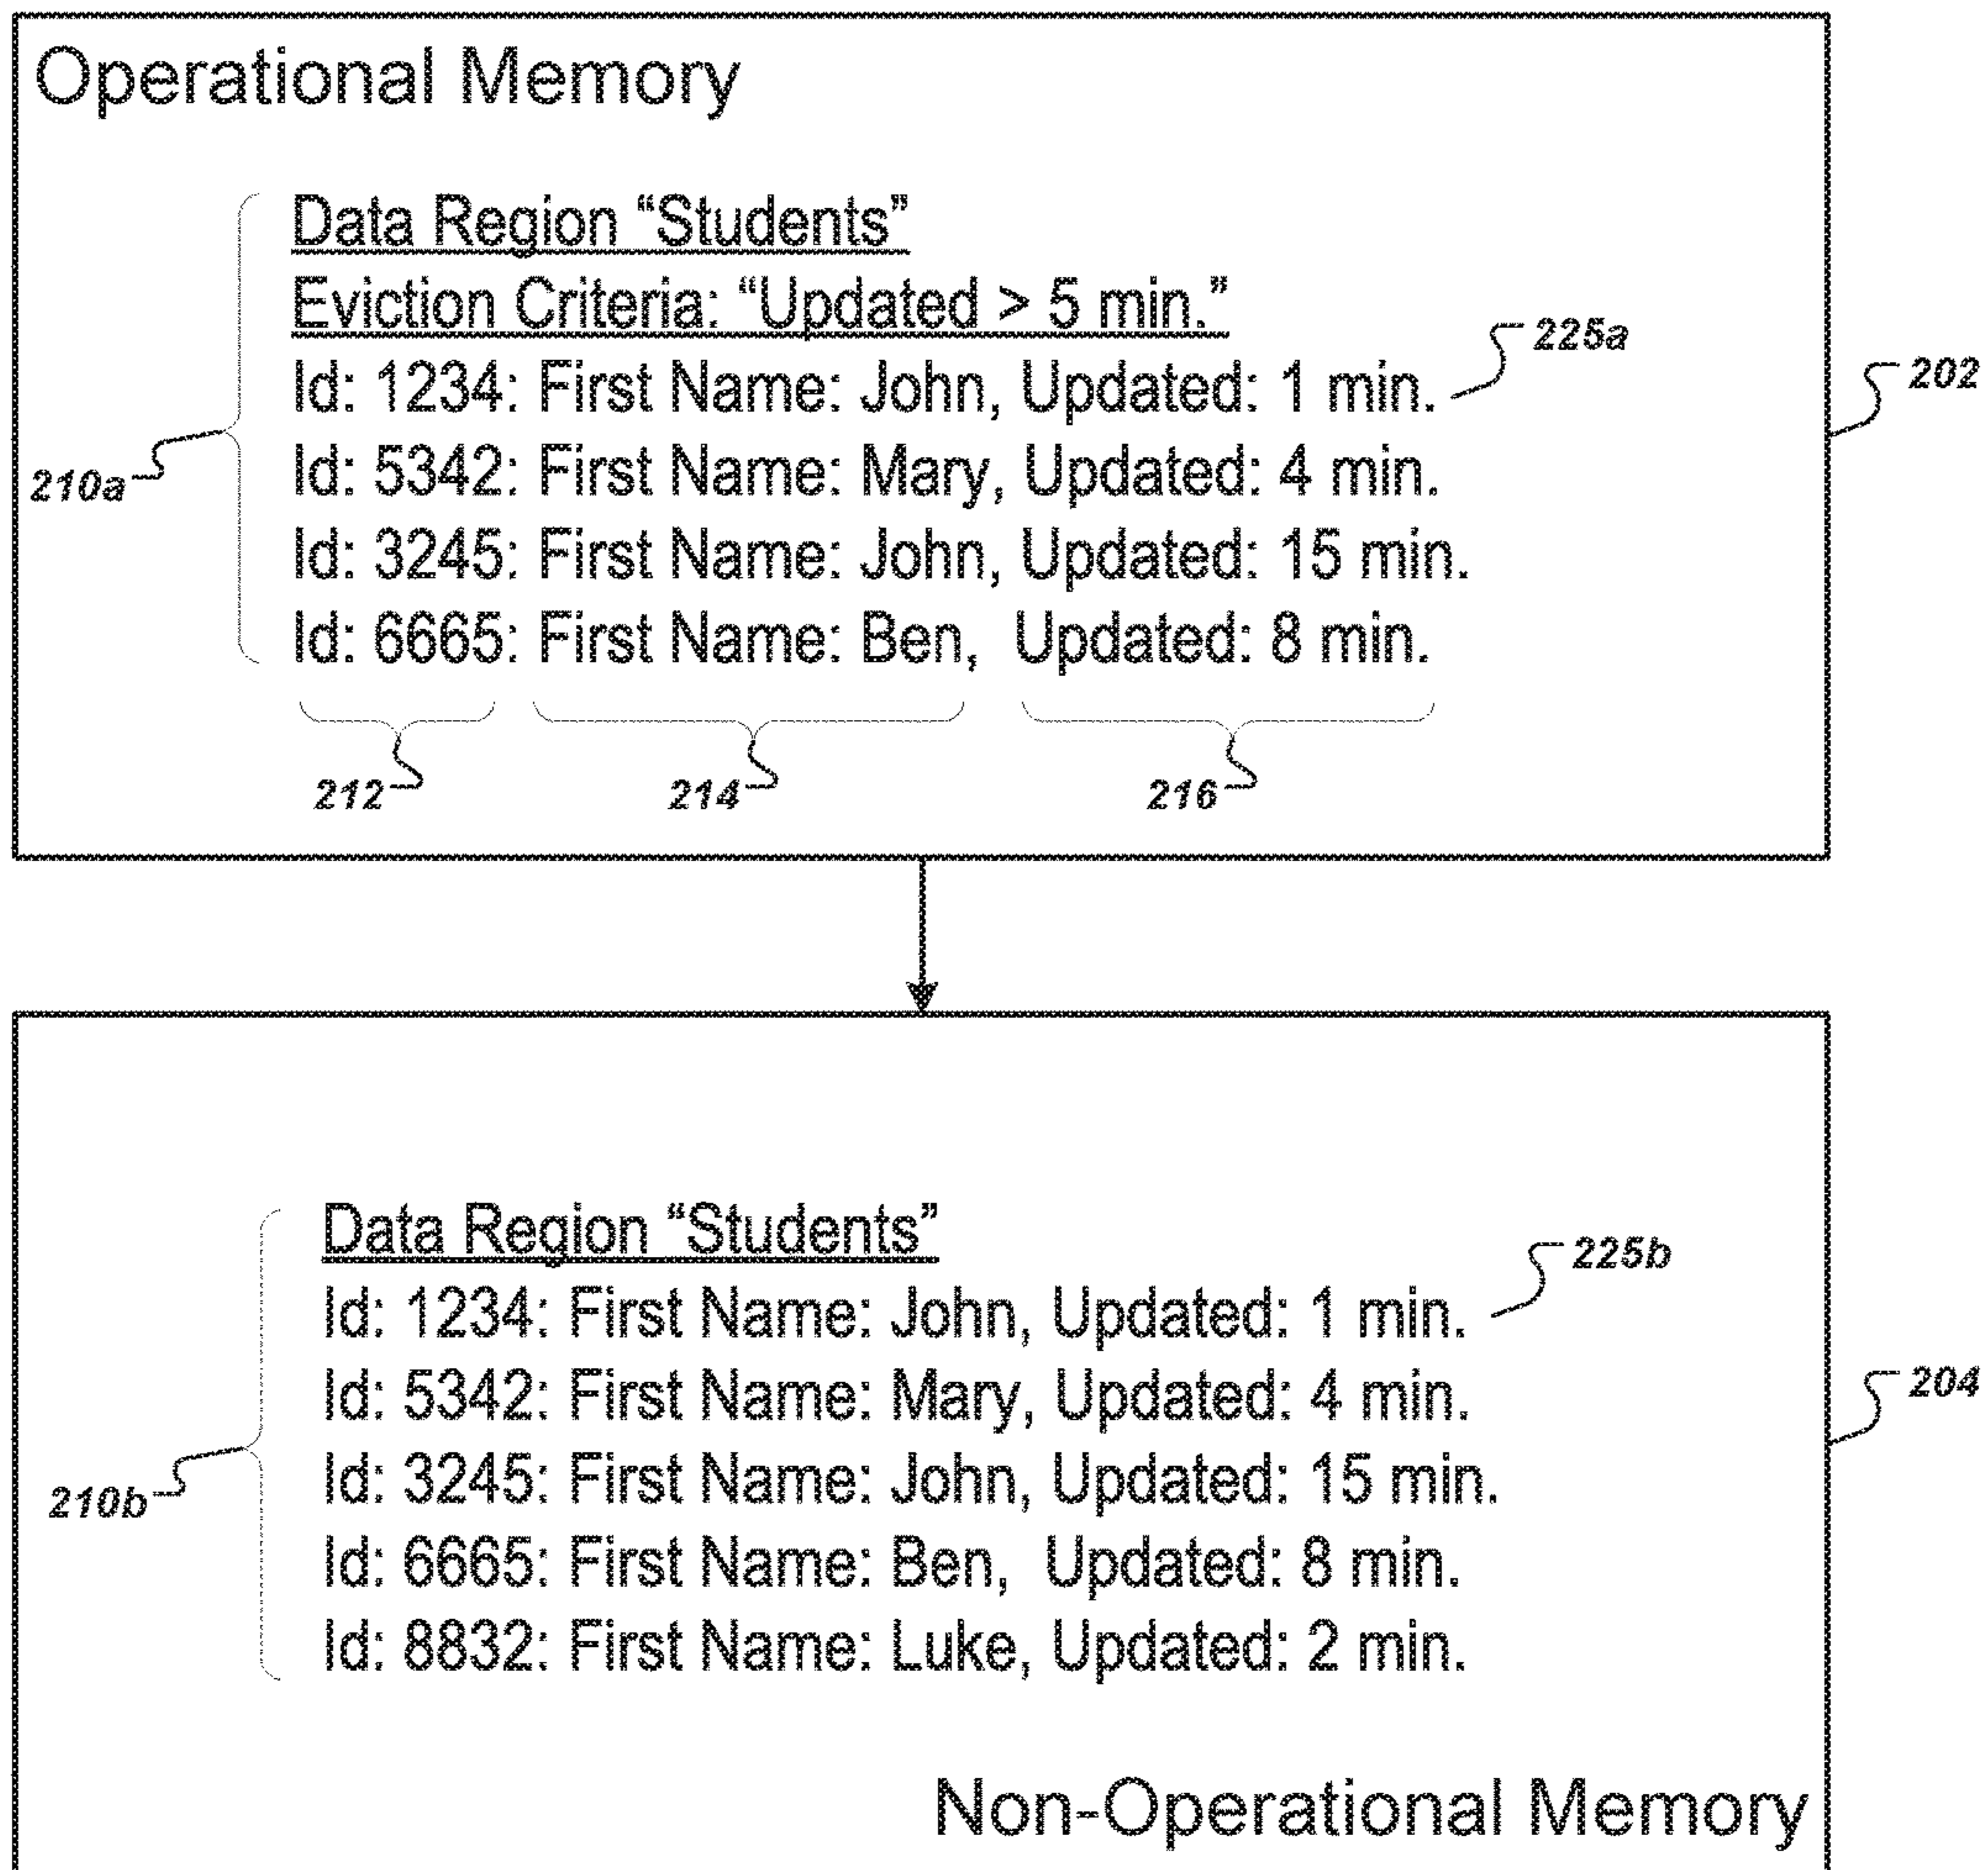 Operational Memory
Data Region “Students”
Eviction Criteria: “Updated > 5 min.”
225a
Id: 1234: First Name: John, Updated: 1 min.
202
Id: 5342: First Name: Mary, Updated: 4 min.
210a
Id: 3245: First Name: John, Updated: 15 min.
Id: 6665: First Name: Ben, Updated: 8 min.
212 214 216
Data Region “Students”
225b
Id: 1234: First Name: John, Updated: 1 min.
Id: 5342: First Name: Mary, Updated: 4 min.
204
Id: 3245: First Name: John, Updated: 15 min.
210b
Id: 6665: First Name: Ben, Updated: 8 min.
Id: 8832: First Name: Luke, Updated: 2 min.
Non-Operational Memory